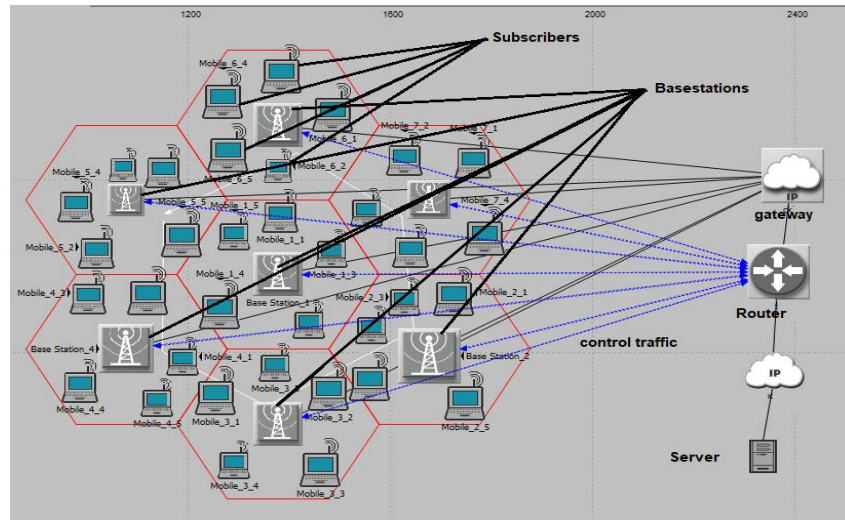 1200
1600
2000
2400
Subscribers
Mobile_6_4
Basestations
Mobile_7_2
Mobile_7_1
Mobile_6_1
Mobile_5_4
Mobile_6_2
Mobile_6_5
IP
gateway
Mobile_5_5
Mobile_1_5
Mobile_7_4
Mobile_5_2
Mobile_1_1
Mobile_1_4
Mobile_1_3
Mobile_4_3
Base Station_1
Mobile_2_3
Mobile_2_1
Router
control traffic
Base Station_4
Mobile_4_1
Base Station_2
IP
Mobile_4_4
Mobile_4_5
Mobile_3_1
Mobile_3_2
Mobile_2_5
Server
Mobile_3_4
Mobile_3_3